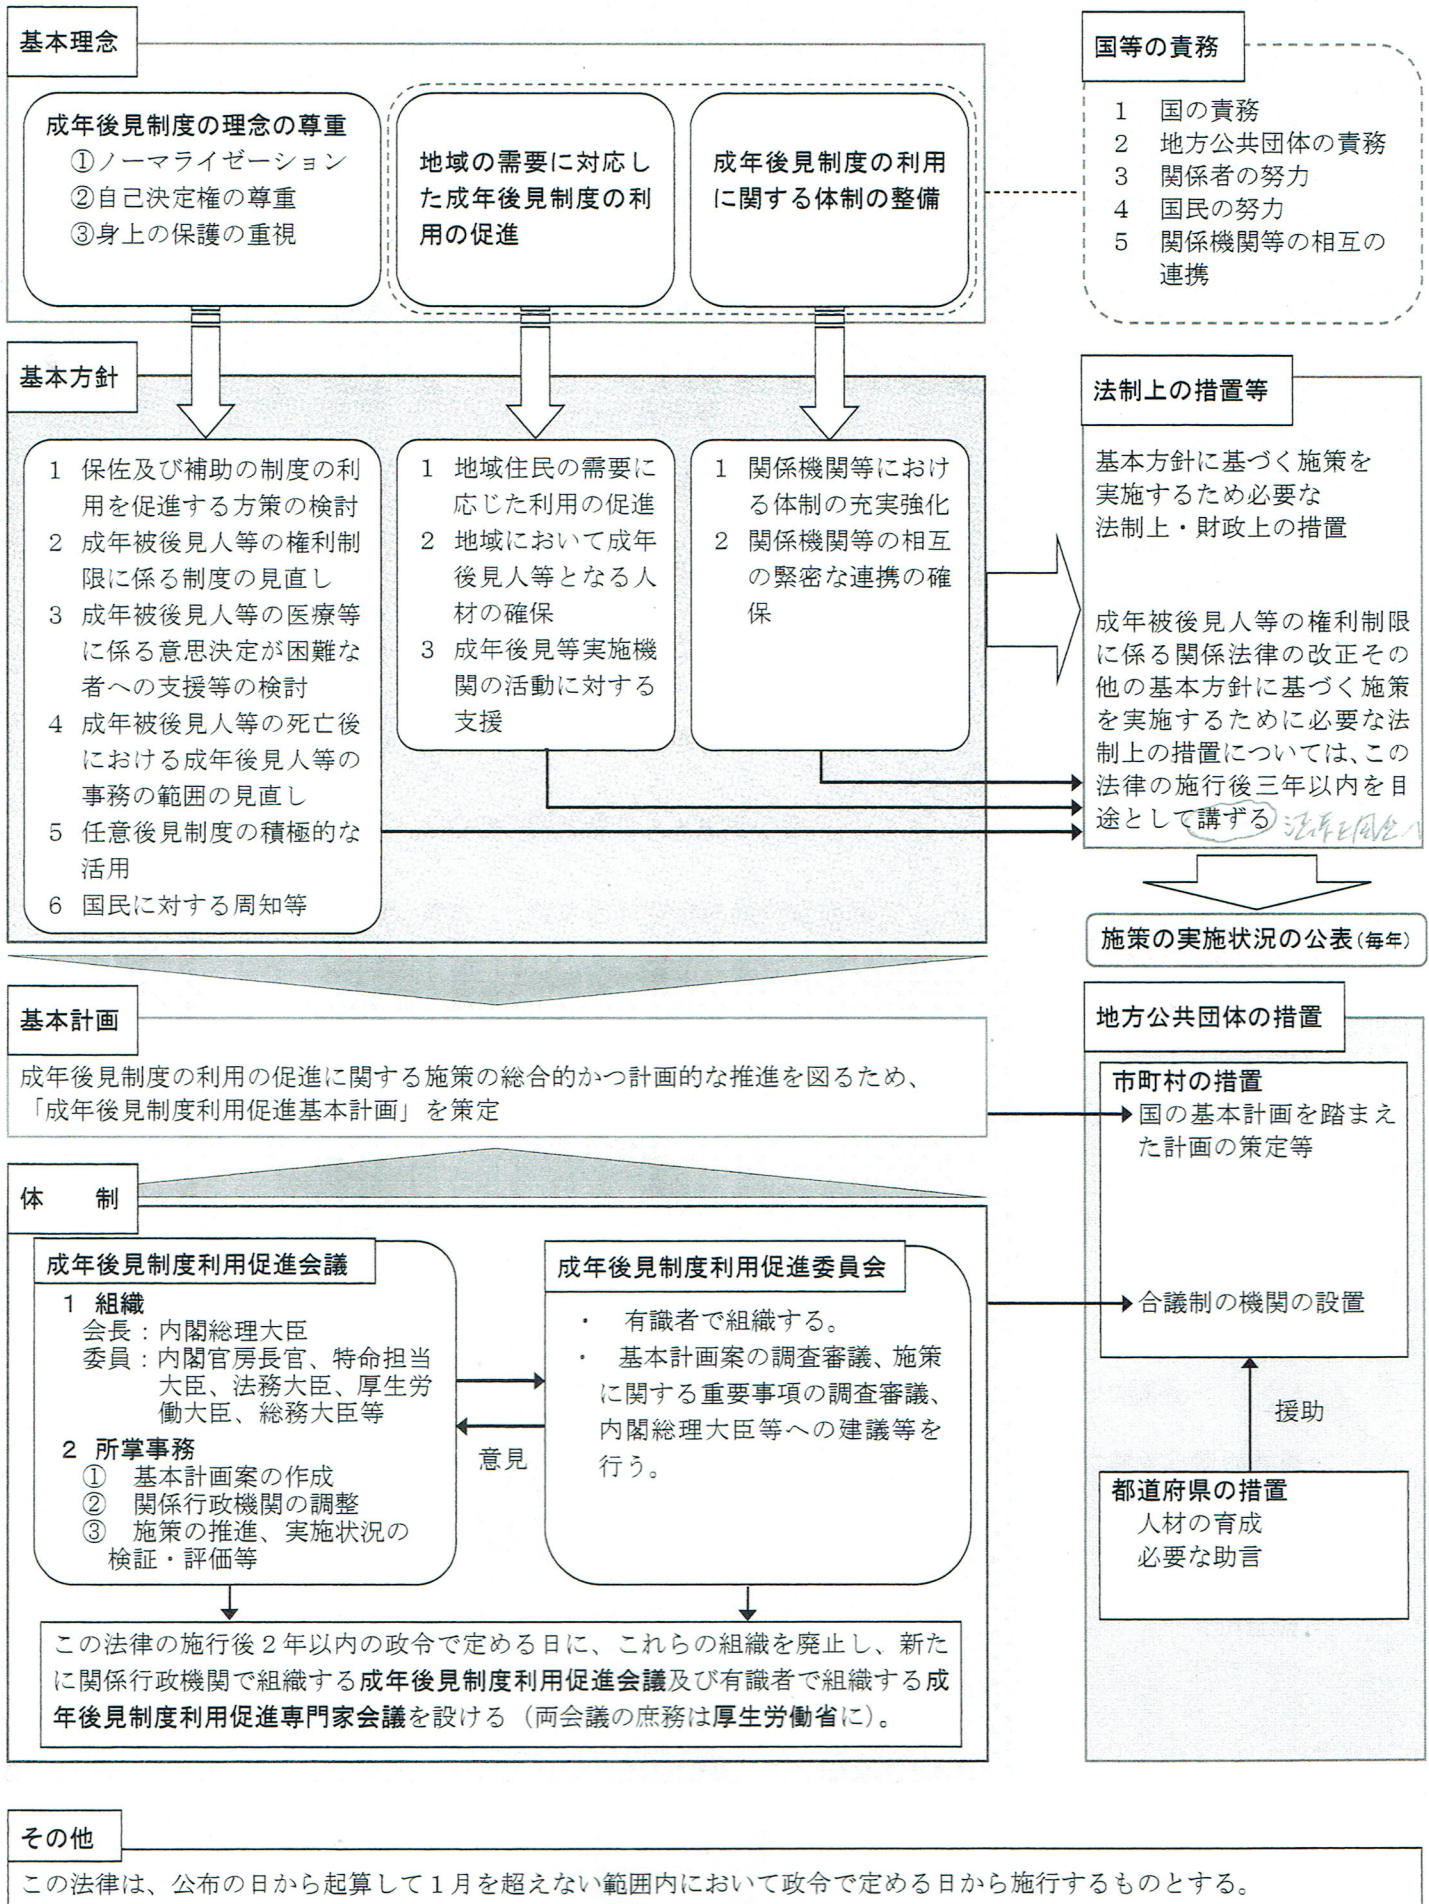 基本理念
成年後見制度の理念の尊重
①ノーマライゼーション
②自己決定権の尊重
③身上の保護の重視
地域の需要に対応し
た成年後見制度の利
用の促進
成年後見制度の利用
に関する体制の整備
国等の責務
1 国の責務
2 地方公共団体の責務
3 関係者の努力
4 国民の努力
5 関係機関等の相互の
連携
基本方針
1 保佐及び補助の制度の利
用を促進する方策の検討
2 成年被後見人等の権利制
限に係る制度の見直し
3 成年被後見人等の医療等
に係る意思決定が困難な
者への支援等の検討
4 成年被後見人等の死亡後
における成年後見人等の
事務の範囲の見直し
5 任意後見制度の積極的な
活用
6 国民に対する周知等
1 地域住民の需要に
応じた利用の促進
2 地域において成年
後見人等となる人
材の確保
3 成年後見等実施機
関の活動に対する
支援
1 関係機関等におけ
る体制の充実強化
2 関係機関等の相互
の緊密な連携の確
保
法制上の措置等
基本方針に基づく施策を
実施するため必要な
法制上・財政上の措置
成年被後見人等の権利制限
に係る関係法律の改正その
他の基本方針に基づく施策
を実施するために必要な法
制上の措置については、この
法律の施行後三年以内を目
途として講ずる
施策の実施状況の公表(毎年)
基本計画
成年後見制度の利用の促進に関する施策の総合的かつ計画的な推進を図るため、
「成年後見制度利用促進基本計画」を策定
地方公共団体の措置
市町村の措置
国の基本計画を踏まえ
た計画の策定等
合議制の機関の設置
援助
都道府県の措置
人材の育成
必要な助言
体 制
成年後見制度利用促進会議
1 組織
会長：内閣総理大臣
委員：内閣官房長官、特命担当
大臣、法務大臣、厚生労
働大臣、総務大臣等
2 所掌事務
① 基本計画案の作成
② 関係行政機関の調整
③ 施策の推進、実施状況の
検証・評価等
意見
成年後見制度利用促進委員会
・ 有識者で組織する。
・ 基本計画案の調査審議、施策
に関する重要事項の調査審議、
内閣総理大臣等への建議等を
行う。
この法律の施行後２年以内の政令で定める日に、これらの組織を廃止し、新た
に関係行政機関で組織する成年後見制度利用促進会議及び有識者で組織する成
年後見制度利用促進専門家会議を設ける（両会議の庶務は厚生労働省に）。
その他
この法律は、公布の日から起算して１月を超えない範囲内において政令で定める日から施行するものとする。